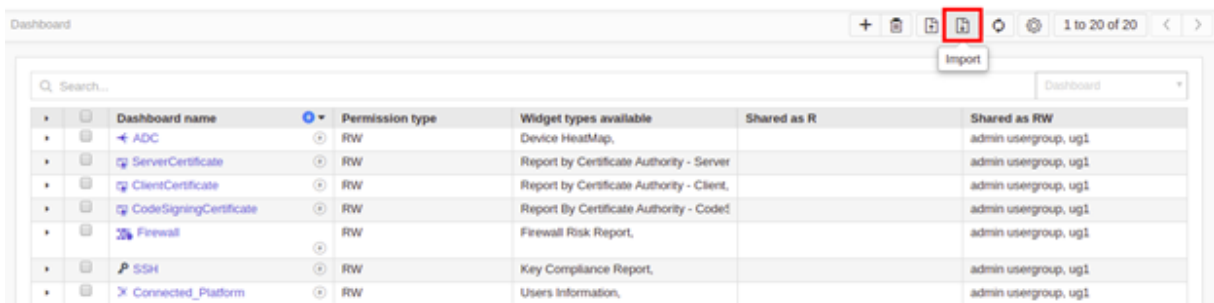 Dashboard
1 to 20 of 20
Import
Search...
Dashboard
Dashboard name Permission type Widget types available Shared as R Shared as RW
ADC RW Device HeatMap, admin usergroup, ug1
ServerCertificate RW Report by Certificate Authority - Server admin usergroup, ug1
ClientCertificate RW Report by Certificate Authority - Client, admin usergroup, ug1
CodeSigningCertificate RW Report By Certificate Authority - CodeS admin usergroup, ug1
Firewall RW Firewall Risk Report, admin usergroup, ug1
SSH RW Key Compliance Report, admin usergroup, ug1
Connected_Platform RW Users Information, admin usergroup, ug1